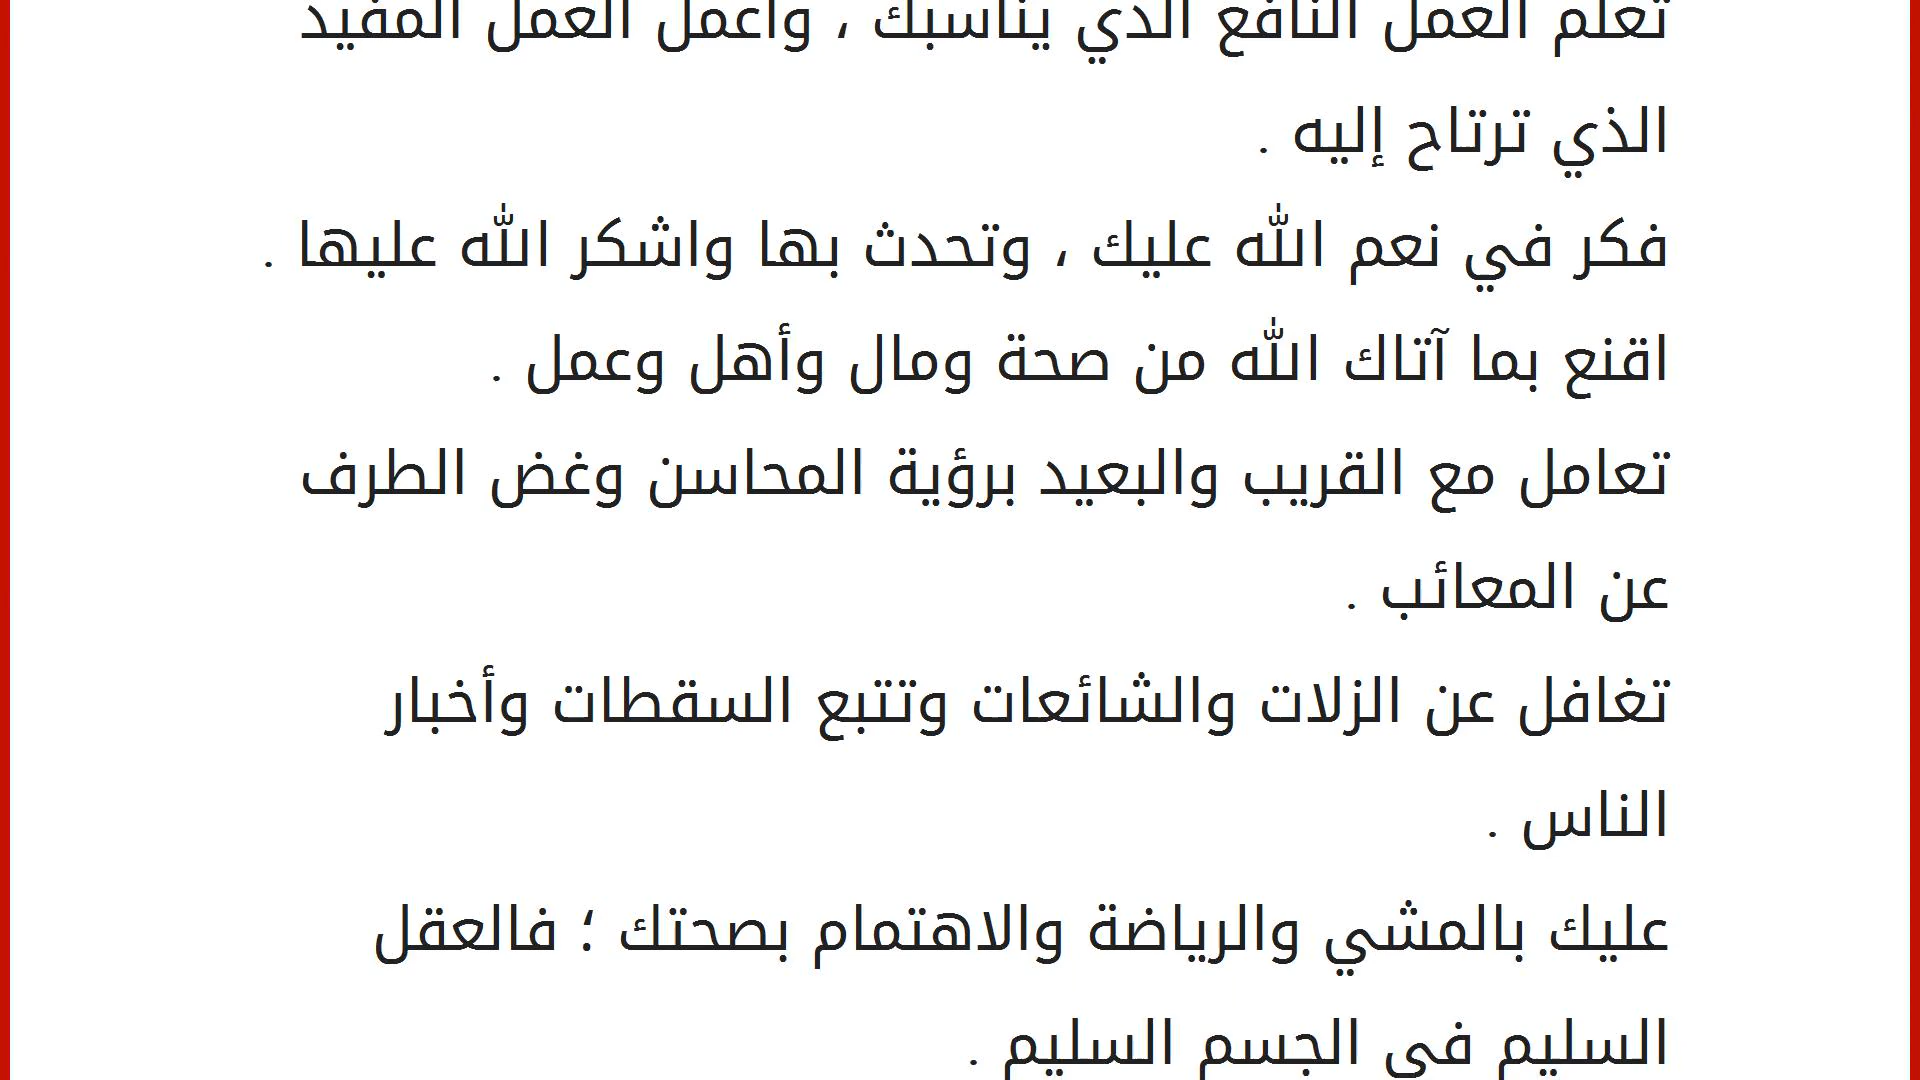 تعلم العمل النافع الذي يناسبك ، واعمل العمل المفيد
الذي ترتاح إليه .
فكر في نعم الله عليك ، وتحدث بها واشكر الله عليها .
اقنع بما آتاك الله من صحة ومال وأهل وعمل .
تعامل مع القريب والبعيد برؤية المحاسن وغض الطرف
عن المعائب .
تغافل عن الزلات والشائعات وتتبع السقطات وأخبار
الناس .
عليك بالمشي والرياضة والاهتمام بصحتك ؛ فالعقل
السليم في الجسم السليم .